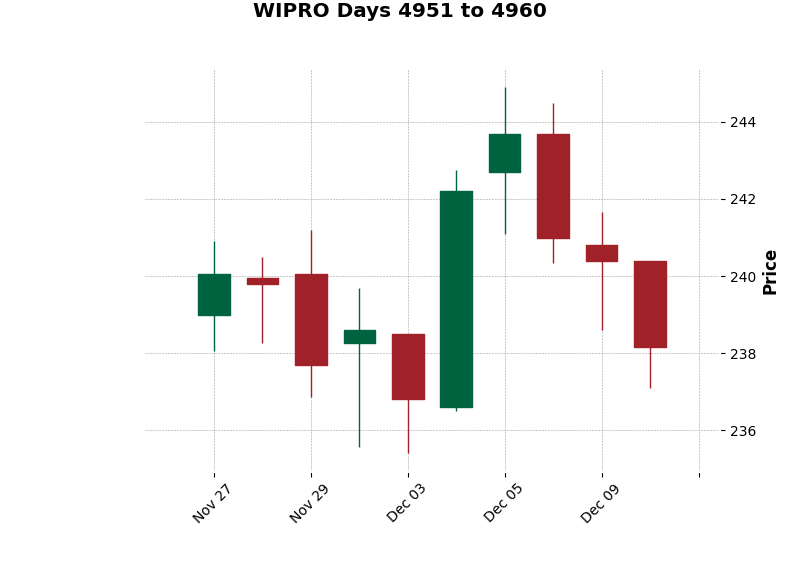 WIPRO Days 4951 to 4960
244
242
240
238
236
Price
Nov 27
Nov 29
Dec 03
Dec 05
Dec 09